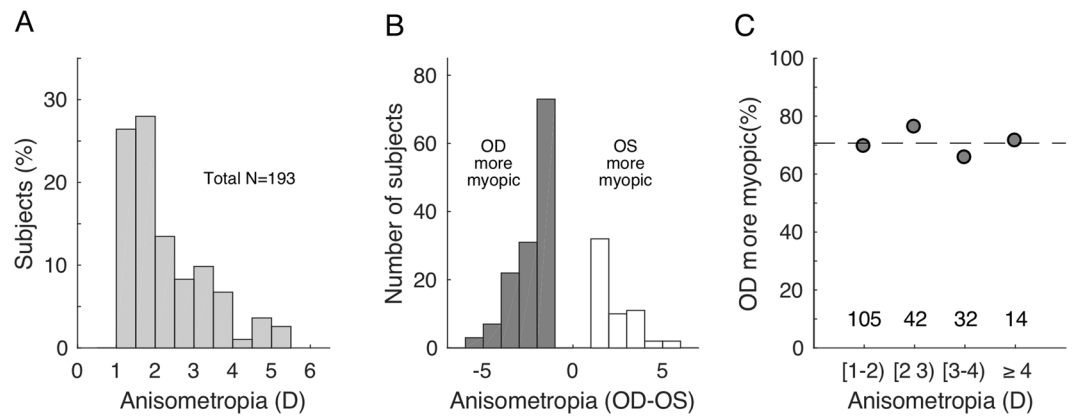 A
Subjects (%)
30
20
10
0
Total N=193
0 1 2 3 4 5 6
Anisometropia (D)
B
Number of subjects
80
60
40
20
0
OD
more
myopic
OS
more
myopic
-5 0 5
Anisometropia (OD-OS)
C
OD more myopic(%)
100
80
60
40
20
0
105 42 32 14
[1-2) [2 3) [3-4) ≥ 4
Anisometropia (D)